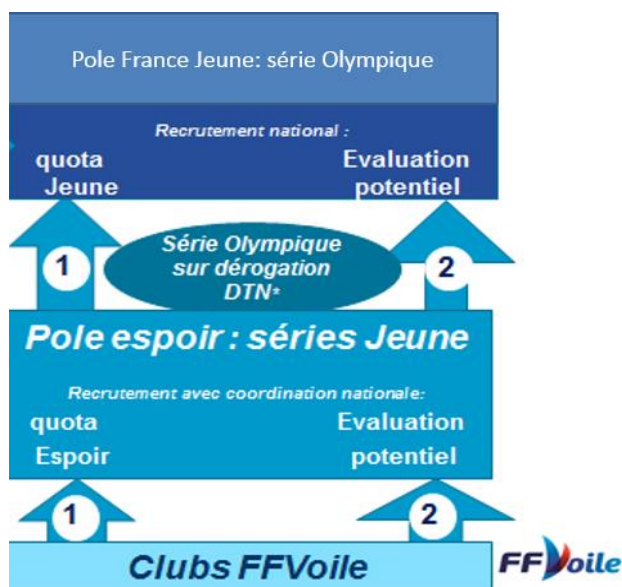 Pole France Jeune: série Olympique
Recrutement national :
quota
Jeune
Evaluation
potentiel
1
Série Olympique
sur dérogation
DTN*
2
Pole espoir : séries Jeune
Recrutement avec coordination nationale:
quota
Espoir
Evaluation
potentiel
1
2
Clubs FFVoile
FFVoile